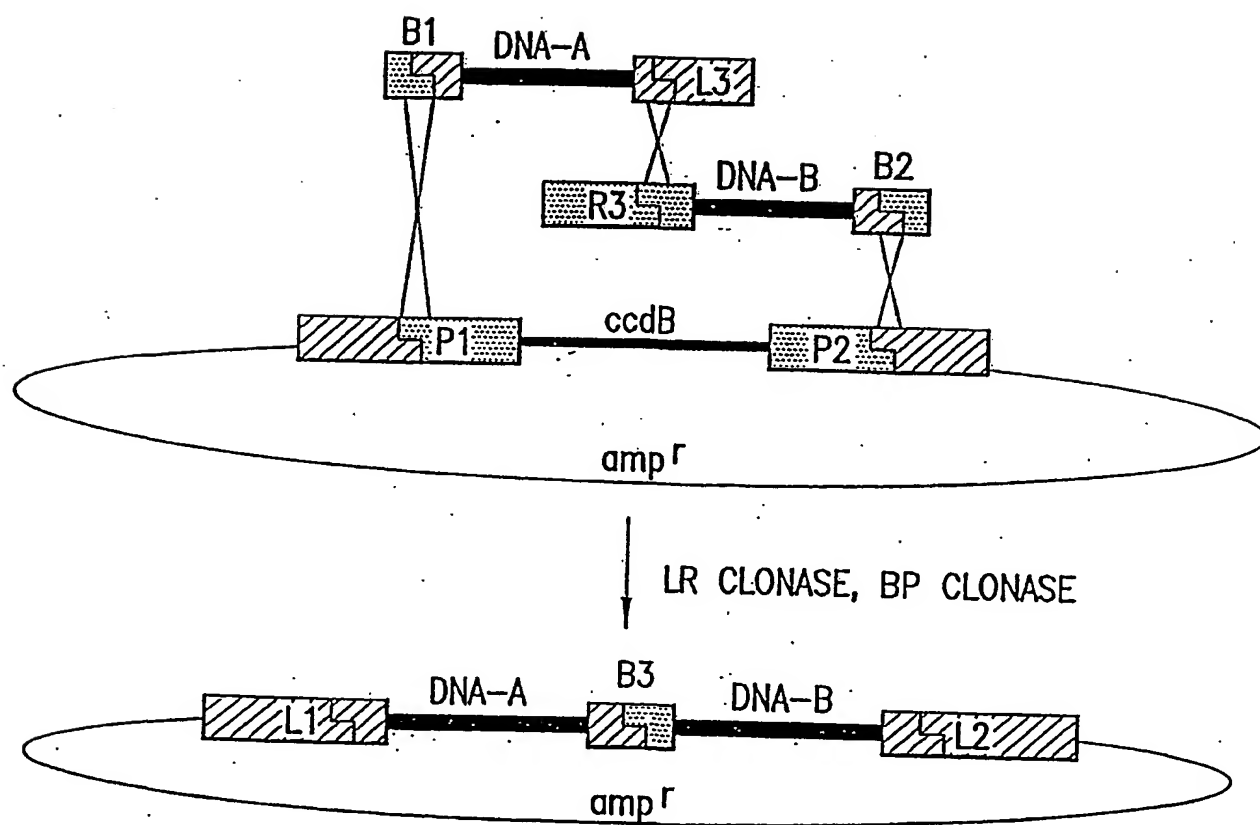 B1
DNA-A
L3
R3
DNA-B
B2
P1
ccdB
P2
amp r
LR CLONASE, BP CLONASE
L1
DNA-A
B3
DNA-B
L2
amp r